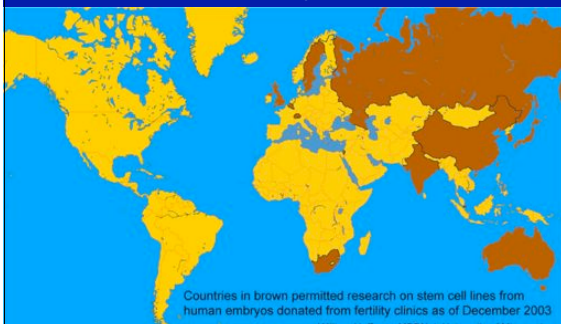 Countries in brown permitted research on stem cell lines from
human embryos donated from fertility clinics as of December 2003